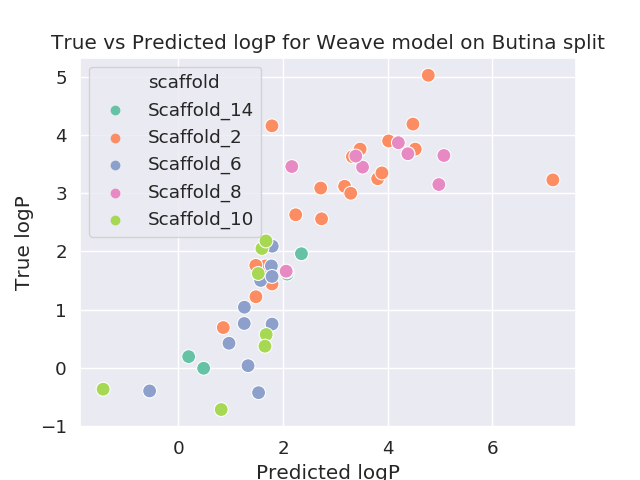 True vs Predicted logP for Weave model on Butina split
5
4
3
2
1
0
−1
True logP
scaffold
Scaffold_14
Scaffold_2
Scaffold_6
Scaffold_8
Scaffold_10
0 2 4 6
Predicted logP